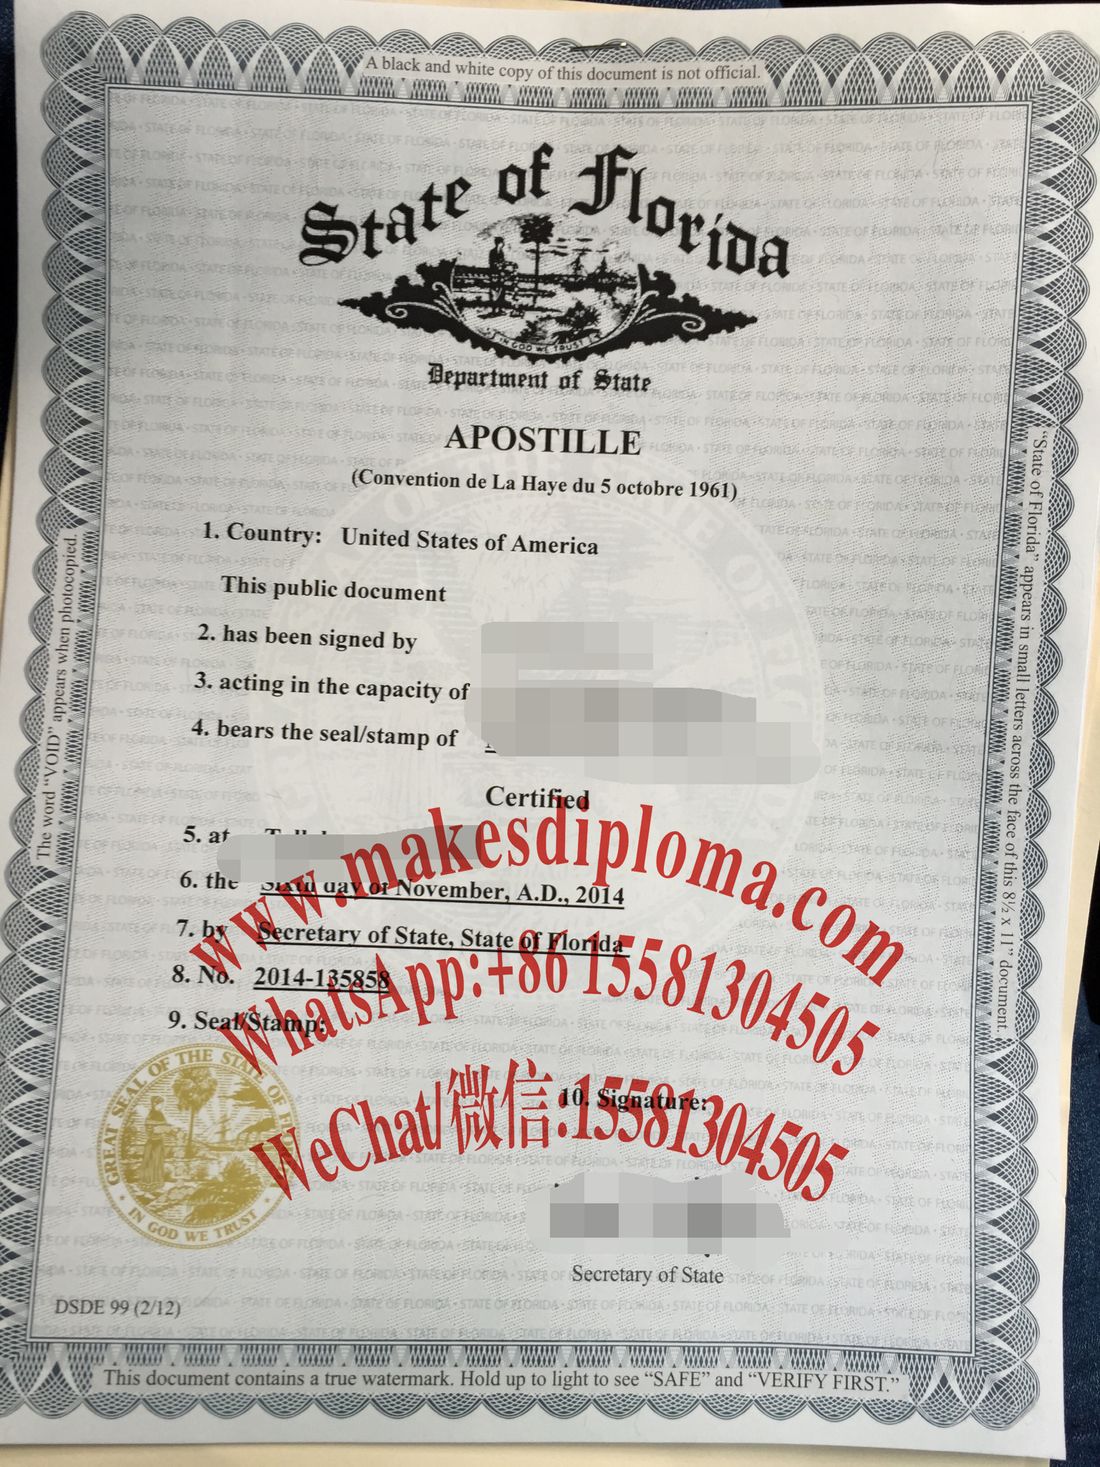 A black and white copy of this document is not official.
State of Florida
IN GOD WE TRUST
Department of State
APOSTILLE
(Convention de La Haye du 5 octobre 1961)
1. Country: United States of America
This public document
2. has been signed by
3. acting in the capacity of
4. bears the seal/stamp of
Certified
5. at
6. the Sixth day of November, A.D., 2014
7. by Secretary of State, State of Florida
8. No. 2014-135858
9. Seal/Stamp:
10. Signature:
GREAT SEAL OF THE STATE OF
IN GOD WE TRUST
Secretary of State
DSDE 99 (2/12)
This document contains a true watermark. Hold up to light to see “SAFE” and “VERIFY FIRST.”
The word “VOID” appears when photocopied.
“State of Florida” appears in small letters across the face of this 8½ x 11” document.
www.makesdiploma.com
WhatsApp:+86 15581304505
WeChat/微信:15581304505